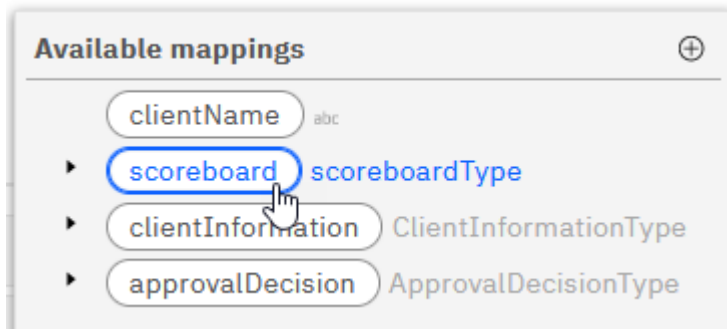 Available mappings
clientName abc
scoreboard scoreboardType
clientInformation ClientInformationType
approvalDecision ApprovalDecisionType